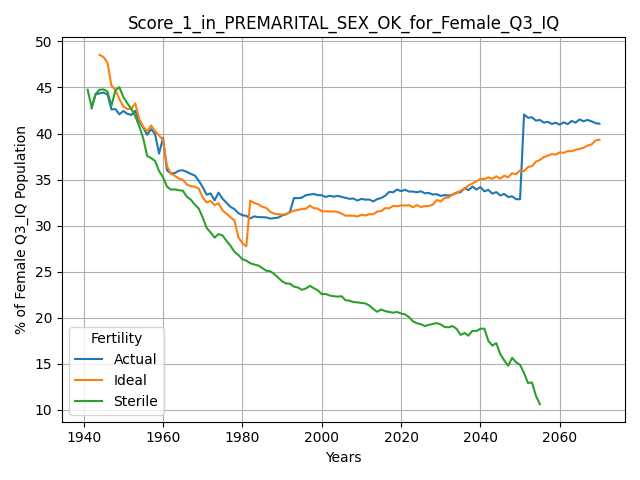 Score_1_in_PREMARITAL_SEX_OK_for_Female_Q3_IQ
% of Female Q3_IQ Population
50
45
40
35
30
25
20
15
10
Fertility
Actual
Ideal
Sterile
1940 1960 1980 2000 2020 2040 2060
Years